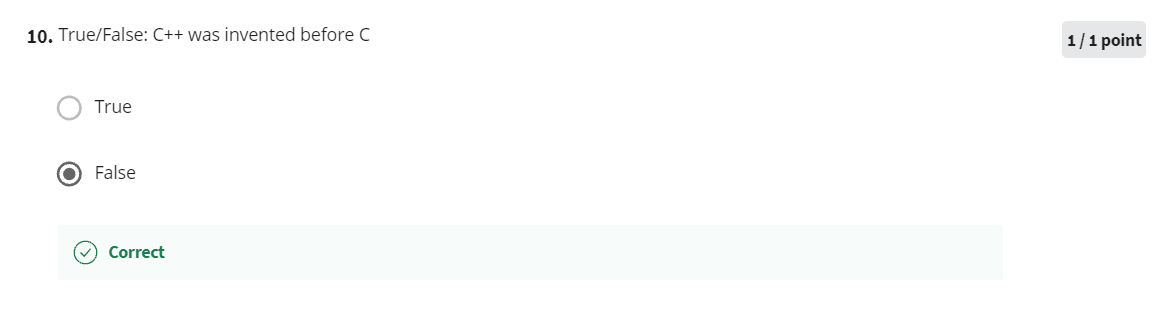 10. True/False: C++ was invented before C
1 / 1 point
True
False
Correct